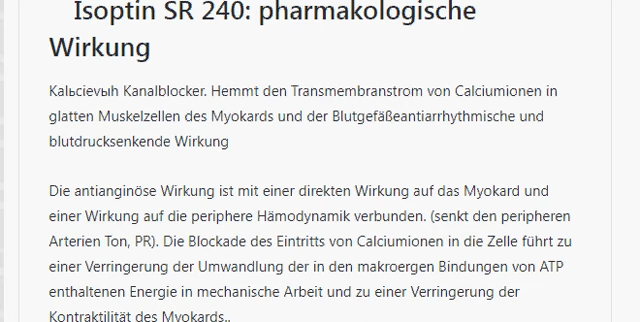 Isoptin SR 240: pharmakologische
Wirkung
Kalьcievыh Kanalblocker. Hemmt den Transmembranstrom von Calciumionen in
glatten Muskelzellen des Myokards und der Blutgefäßeantiarrhythmische und
blutdrucksenkende Wirkung
Die antianginöse Wirkung ist mit einer direkten Wirkung auf das Myokard und
einer Wirkung auf die periphere Hämodynamik verbunden. (senkt den peripheren
Arterien Ton, PR). Die Blockade des Eintritts von Calciumionen in die Zelle führt zu
einer Verringerung der Umwandlung der in den makroergen Bindungen von ATP
enthaltenen Energie in mechanische Arbeit und zu einer Verringerung der
Kontraktilität des Myokards..